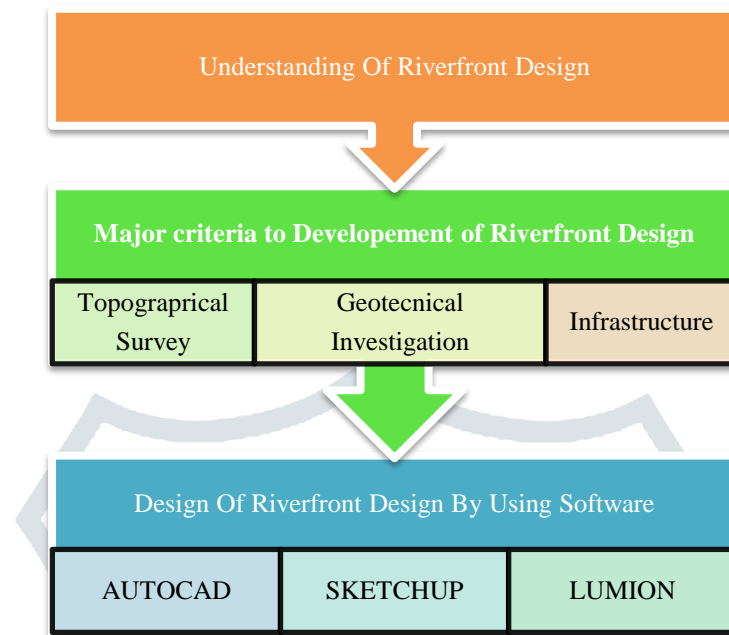 Understanding Of Riverfront Design
Major criteria to Developement of Riverfront Design
Topograprical
Survey
Geotecnical
Investigation
Infrastructure
Design Of Riverfront Design By Using Software
AUTOCAD
SKETCHUP
LUMION